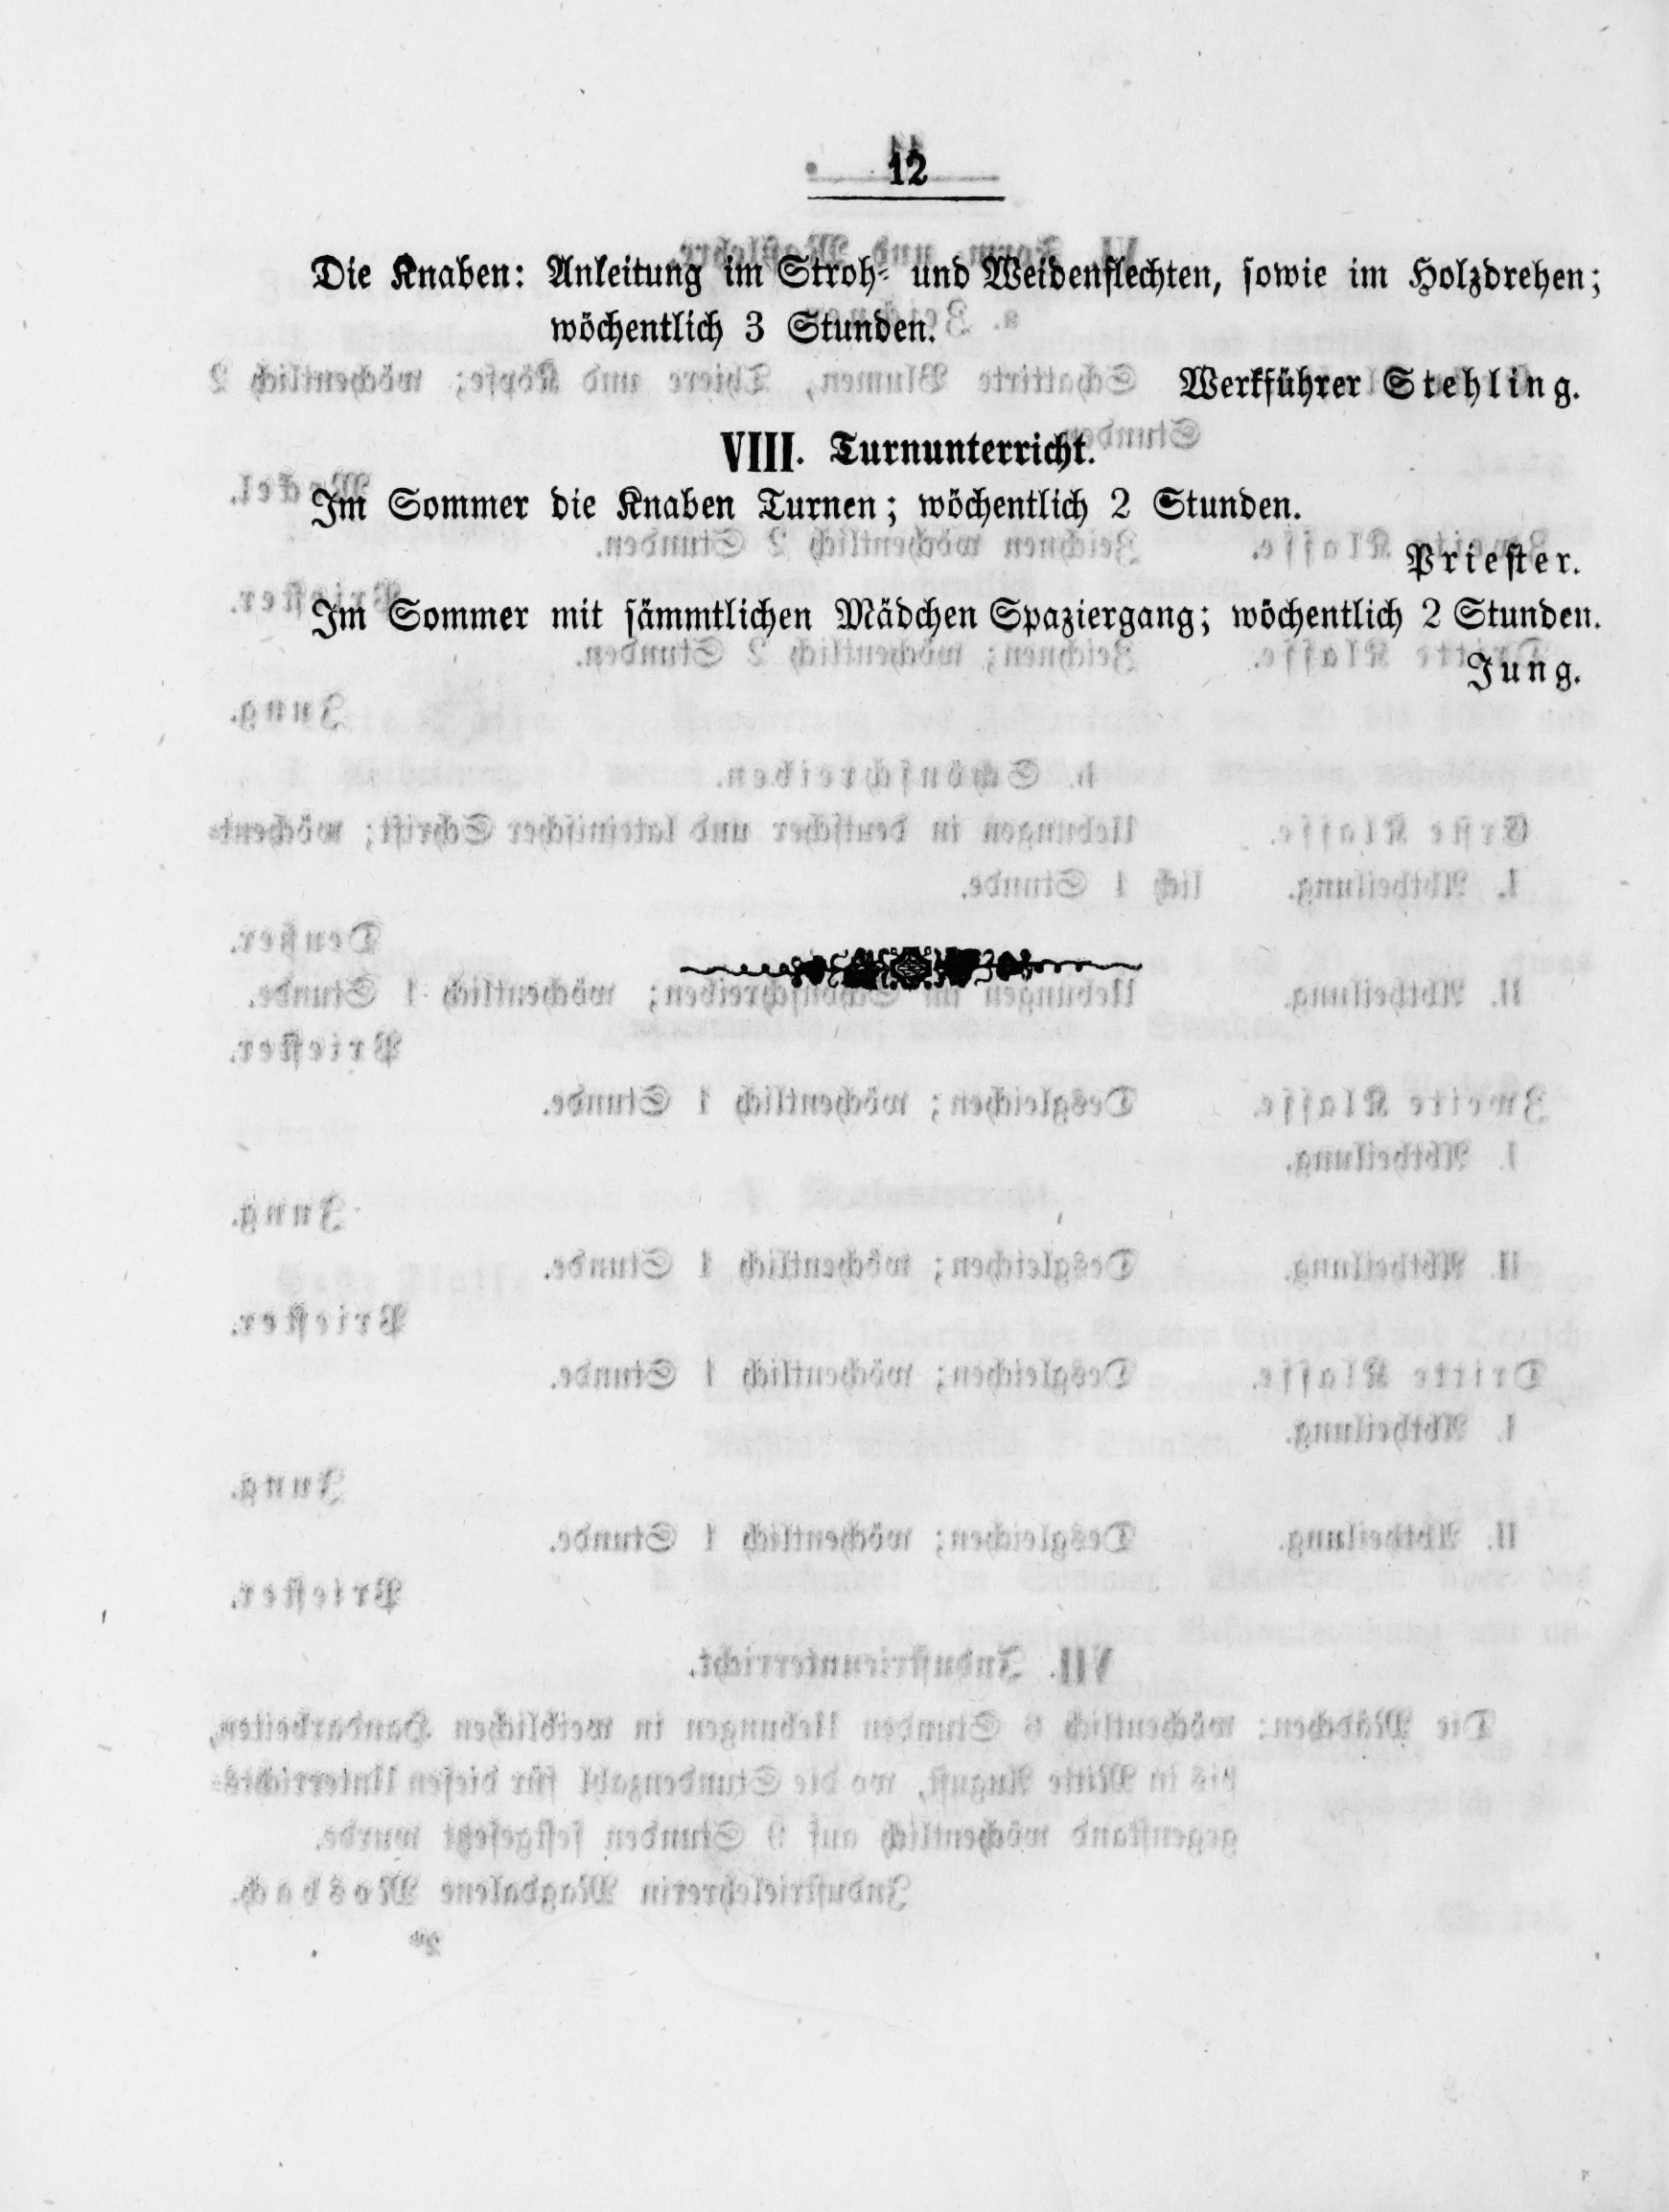 12
Die Knaben: Anleitung im Stroh- und Weidenflechten, sowie im Holzdrehen;
wöchentlich 3 Stunden.
Werkführer Stehling.
VIII. Turnunterricht.
Im Sommer die Knaben Turnen; wöchentlich 2 Stunden.
Priester.
Im Sommer mit sämmtlichen Mädchen Spaziergang; wöchentlich 2 Stunden.
Jung.